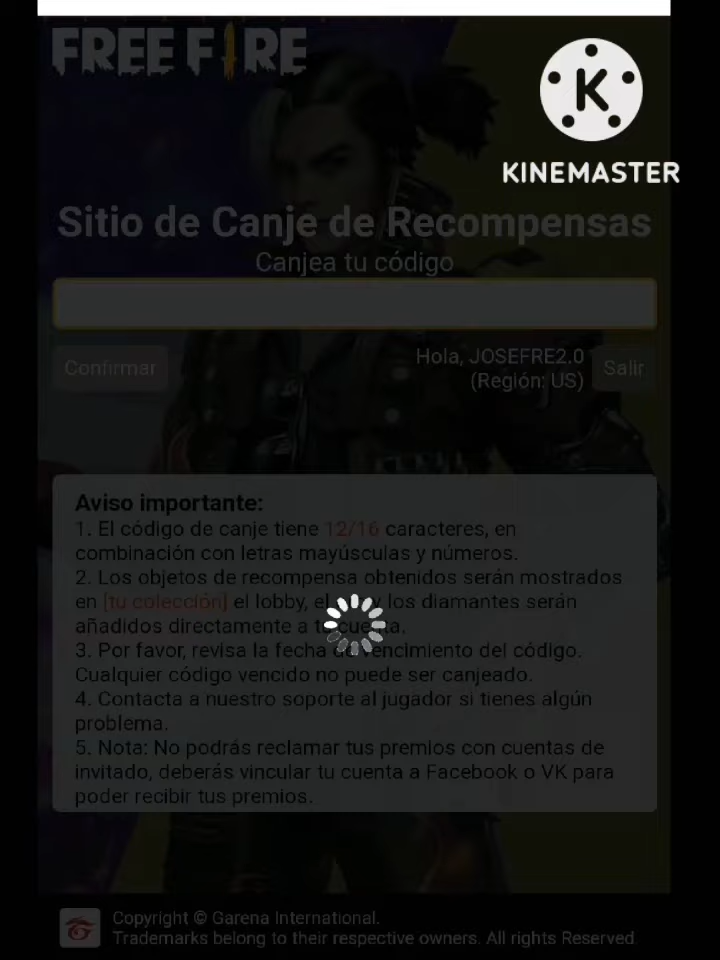 FREE FIRE
K
KINEMASTER
Sitio de Canje de Recompensas
Canjea tu código
Confirmar
Hola, JOSEFRE2.0
(Región: US)
Salir
Aviso importante:
1. El código de canje tiene 12/16 caracteres, en
combinación con letras mayúsculas y números.
2. Los objetos de recompensa obtenidos serán mostrados
en [tu colección] el lobby, el y los diamantes serán
añadidos directamente a tu cuenta.
3. Por favor, revisa la fecha de vencimiento del código.
Cualquier código vencido no puede ser canjeado.
4. Contacta a nuestro soporte al jugador si tienes algún
problema.
5. Nota: No podrás reclamar tus premios con cuentas de
invitado, deberás vincular tu cuenta a Facebook o VK para
poder recibir tus premios.
Copyright © Garena International.
Trademarks belong to their respective owners. All rights Reserved.